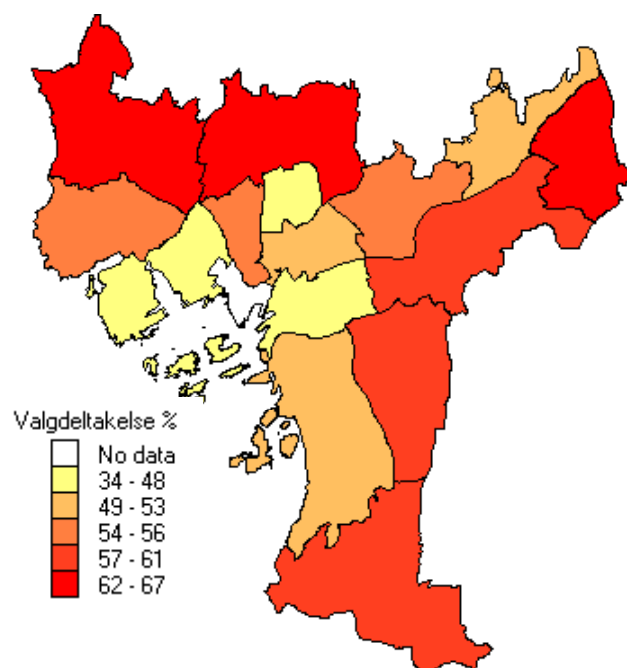 Valgdeltakelse %
No data
34 - 48
49 - 53
54 - 56
57 - 61
62 - 67